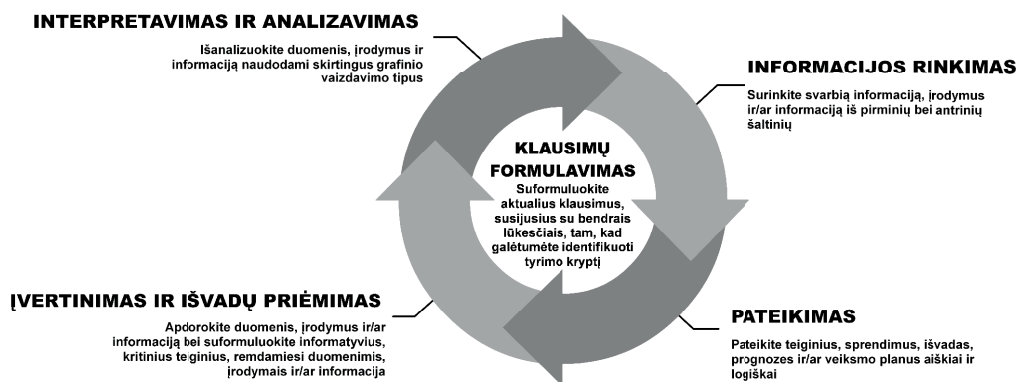 INTERPRETAVIMAS IR ANALIZAVIMAS
Išanalizuokite duomenis, įrodymus ir
informaciją naudodami skirtingus grafinio
vaizdavimo tipus
INFORMACIJOS RINKIMAS
Surinkite svarbią informaciją, įrodymus
ir/ar informaciją iš pirminių bei antrinių
šaltinių
KLAUSIMŲ
FORMULAVIMAS
Suformuluokite
aktualius klausimus,
susijusius su bendrais
lūkesčiais, tam, kad
galėtumėte identifikuoti
tyrimo kryptį
ĮVERTINIMAS IR IŠVADŲ PRIĖMIMAS
Apdorokite duomenis, įrodymus ir/ar
informaciją bei suformuluokite informatyvius,
kritinius teiginius, remdamiesi duomenimis,
įrodymais ir/ar informacija
PATEIKIMAS
Pateikite teiginius, sprendimus, išvadas,
prognozes ir/ar veiksmo planus aiškiai ir
logiškai